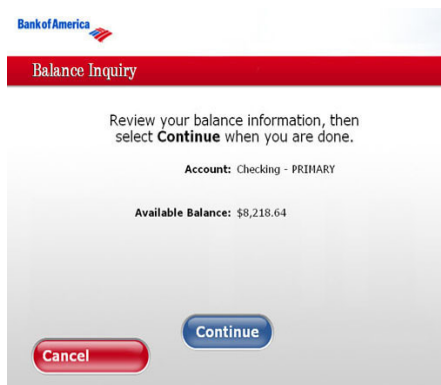 Bank of America
Balance Inquiry
Review your balance information, then
select Continue when you are done.
Account: Checking - PRIMARY
Available Balance: $8,218.64
Continue
Cancel